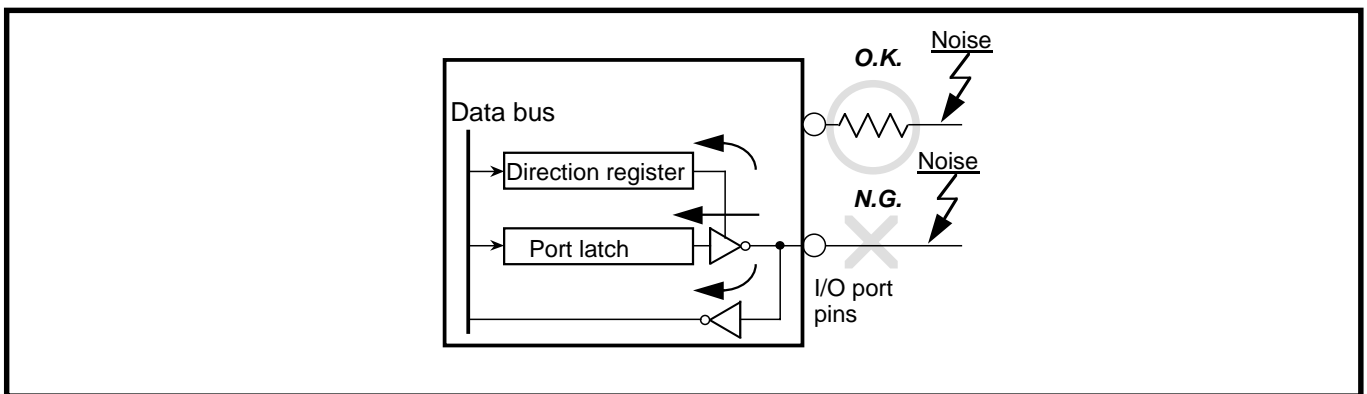 Noise
O.K.
Data bus
Direction register
Noise
N.G.
Port latch
I/O port
pins